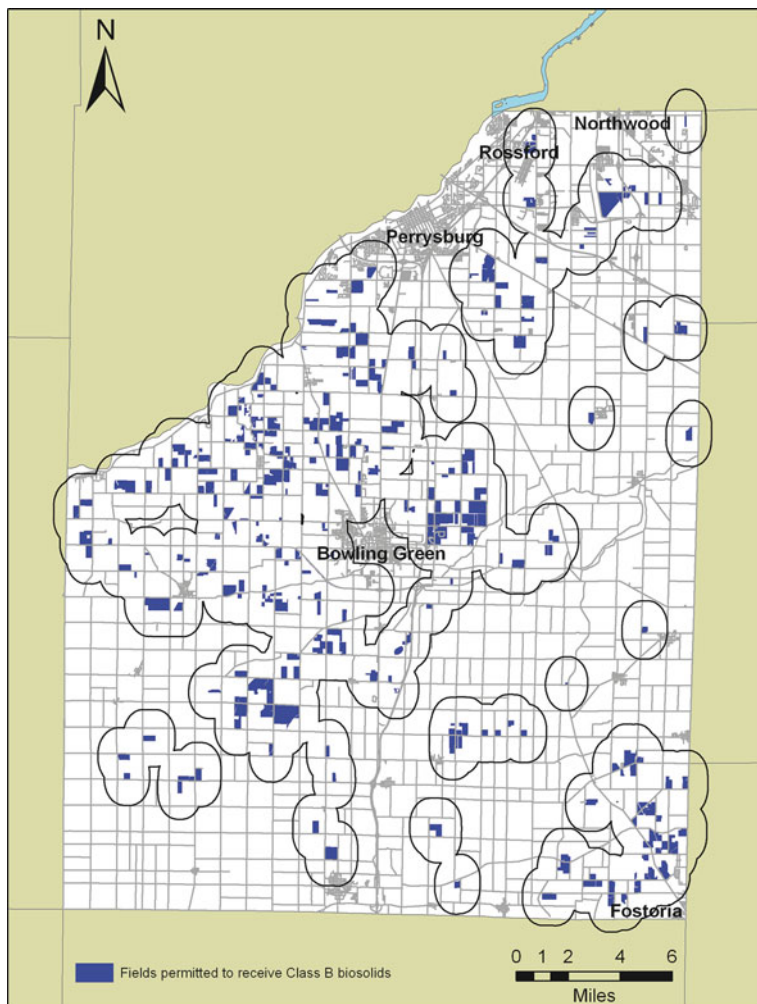 N
Northwood
Rossford
Perrysburg
Bowling Green
Fostoria
Fields permitted to receive Class B biosolids
0 1 2 4 6
Miles